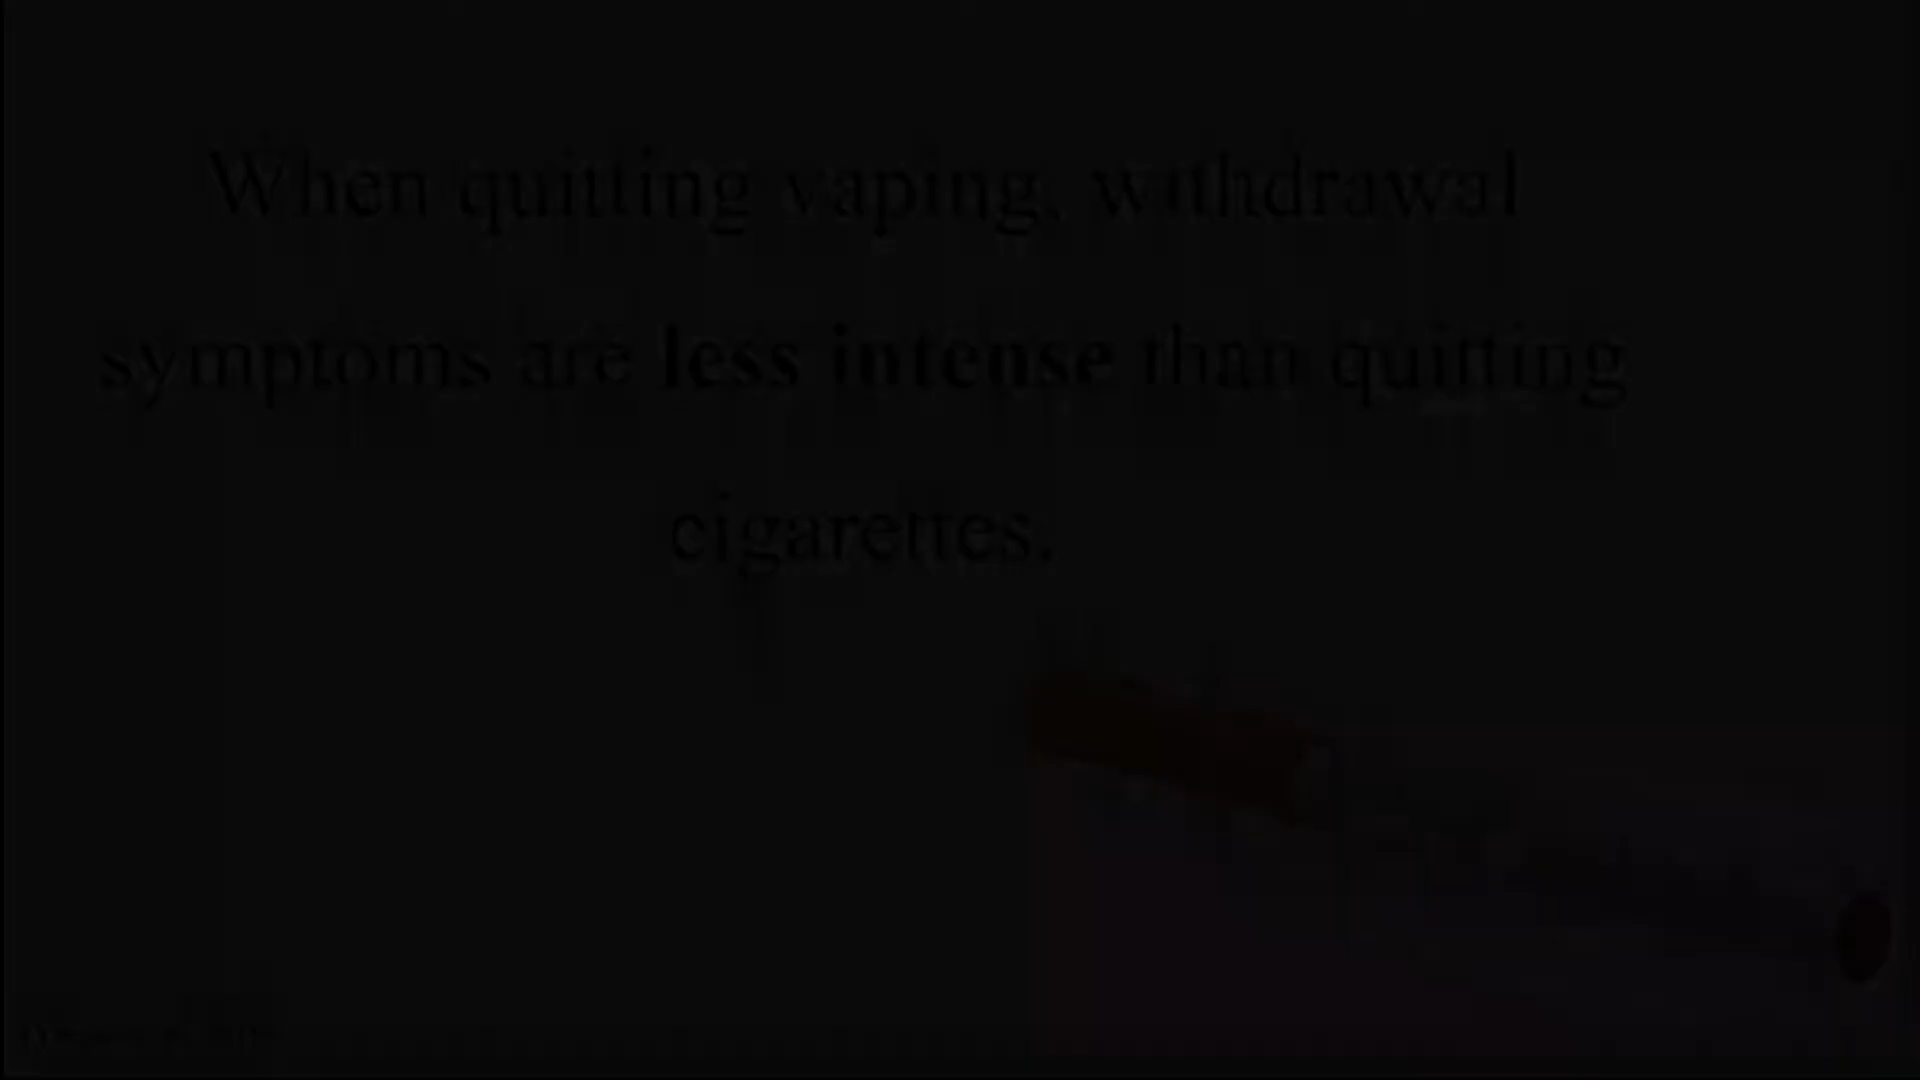 When quitting vaping, withdrawal
symptoms are less intense than quitting
cigarettes.